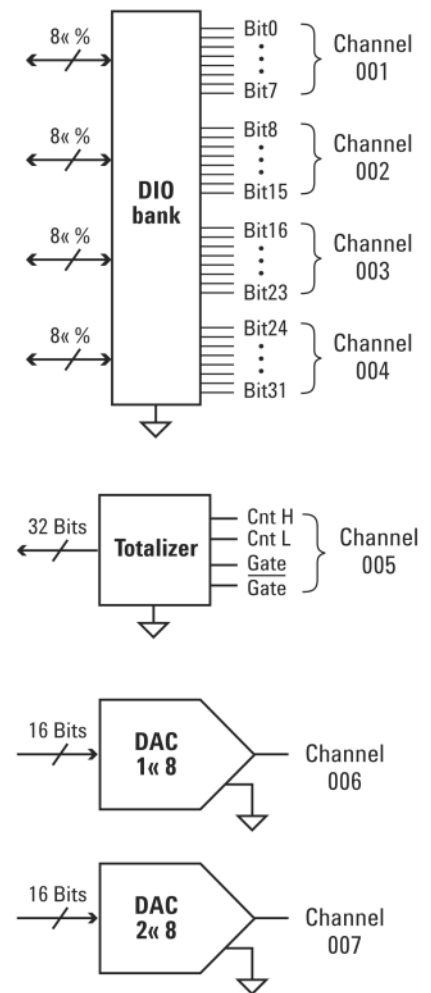 8« %
Bit0
Bit7
Channel
001
8« %
Bit8
Bit15
Channel
002
DIO
bank
8« %
Bit16
Bit23
Channel
003
8« %
Bit24
Bit31
Channel
004
32 Bits
Totalizer
Cnt H
Cnt L
Gate
Gate
Channel
005
16 Bits
DAC
1« 8
Channel
006
16 Bits
DAC
2« 8
Channel
007